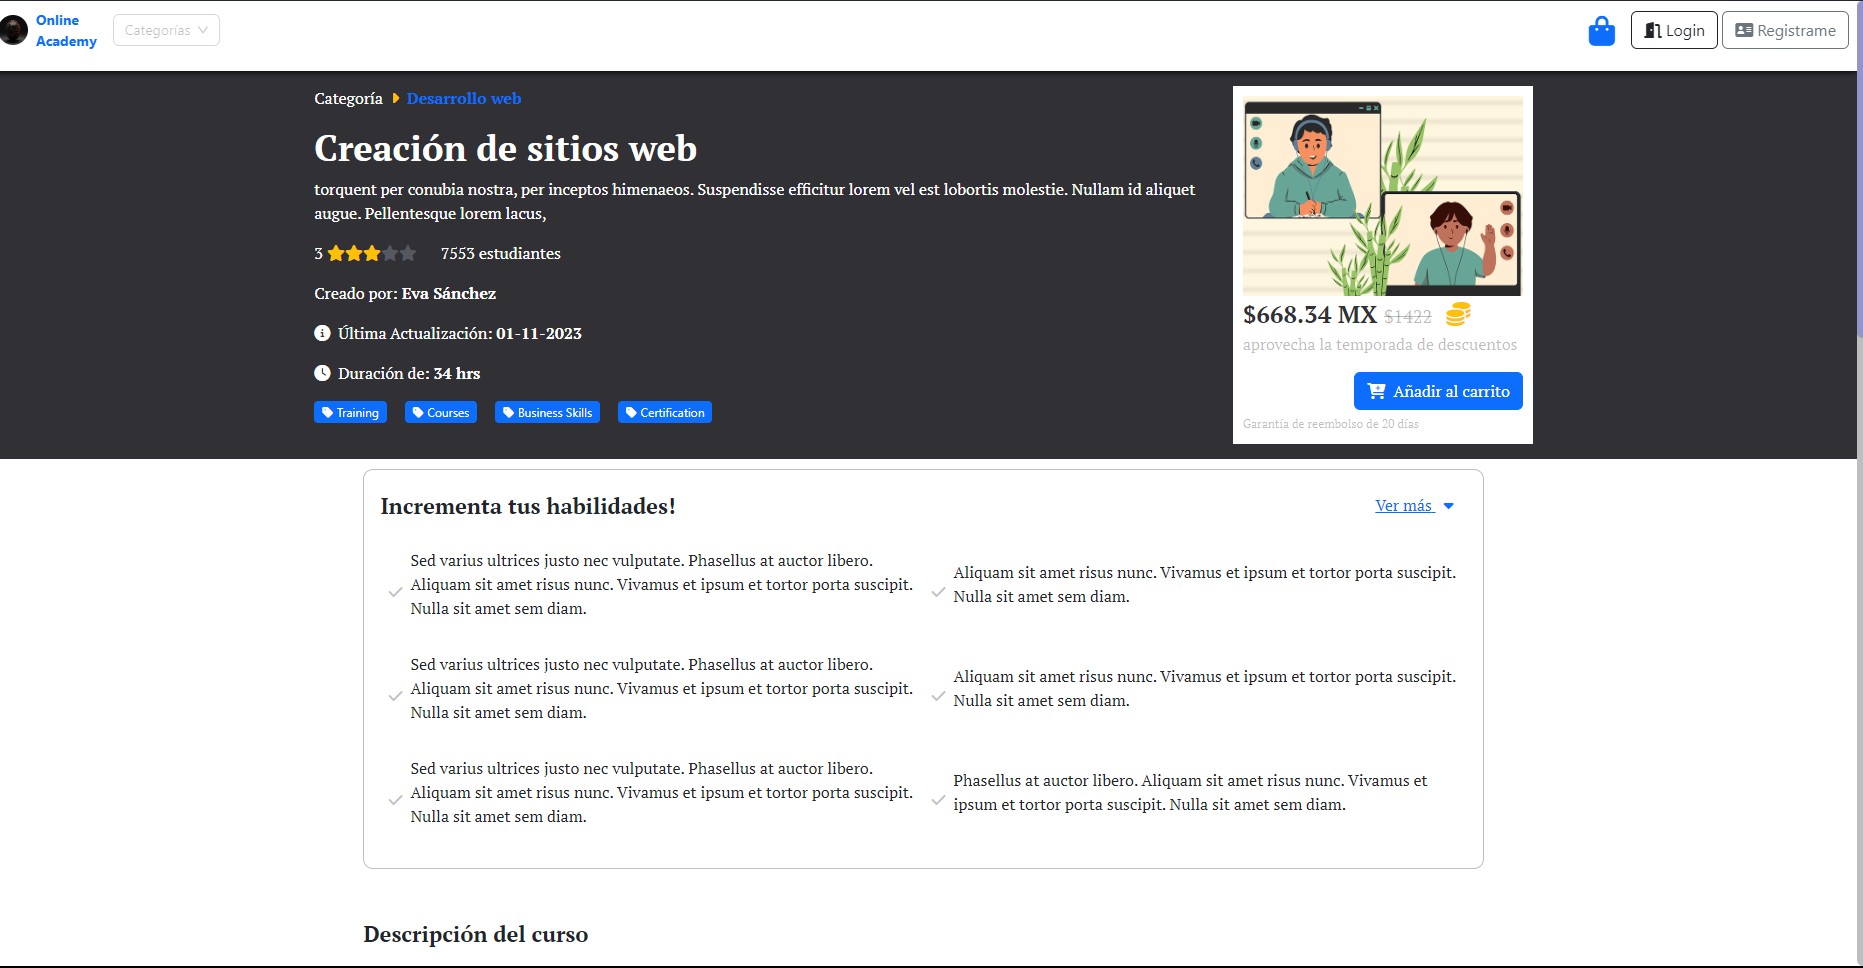 Online
Academy
Categorías
Login
Registrame
Categoría Desarrollo web
Creación de sitios web
torquent per conubia nostra, per inceptos himenaeos. Suspendisse efficitur lorem vel est lobortis molestie. Nullam id aliquet
augue. Pellentesque lorem lacus,
3 7553 estudiantes
Creado por: Eva Sánchez
Última Actualización: 01-11-2023
Duración de: 34 hrs
Training Courses Business Skills Certification
$668.34 MX $1422
aprovecha la temporada de descuentos
Añadir al carrito
Garantía de reembolso de 20 días
Incrementa tus habilidades!
Ver más
Sed varius ultrices justo nec vulputate. Phasellus at auctor libero.
Aliquam sit amet risus nunc. Vivamus et ipsum et tortor porta suscipit.
Nulla sit amet sem diam.
Aliquam sit amet risus nunc. Vivamus et ipsum et tortor porta suscipit.
Nulla sit amet sem diam.
Sed varius ultrices justo nec vulputate. Phasellus at auctor libero.
Aliquam sit amet risus nunc. Vivamus et ipsum et tortor porta suscipit.
Nulla sit amet sem diam.
Aliquam sit amet risus nunc. Vivamus et ipsum et tortor porta suscipit.
Nulla sit amet sem diam.
Sed varius ultrices justo nec vulputate. Phasellus at auctor libero.
Aliquam sit amet risus nunc. Vivamus et ipsum et tortor porta suscipit.
Nulla sit amet sem diam.
Phasellus at auctor libero. Aliquam sit amet risus nunc. Vivamus et
ipsum et tortor porta suscipit. Nulla sit amet sem diam.
Descripción del curso